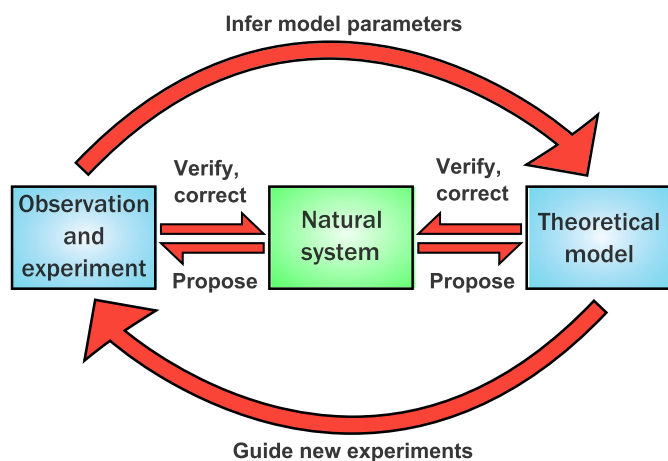 Infer model parameters
Verify,
correct
Verify,
correct
Observation
and
experiment
Natural
system
Theoretical
model
Propose
Propose
Guide new experiments